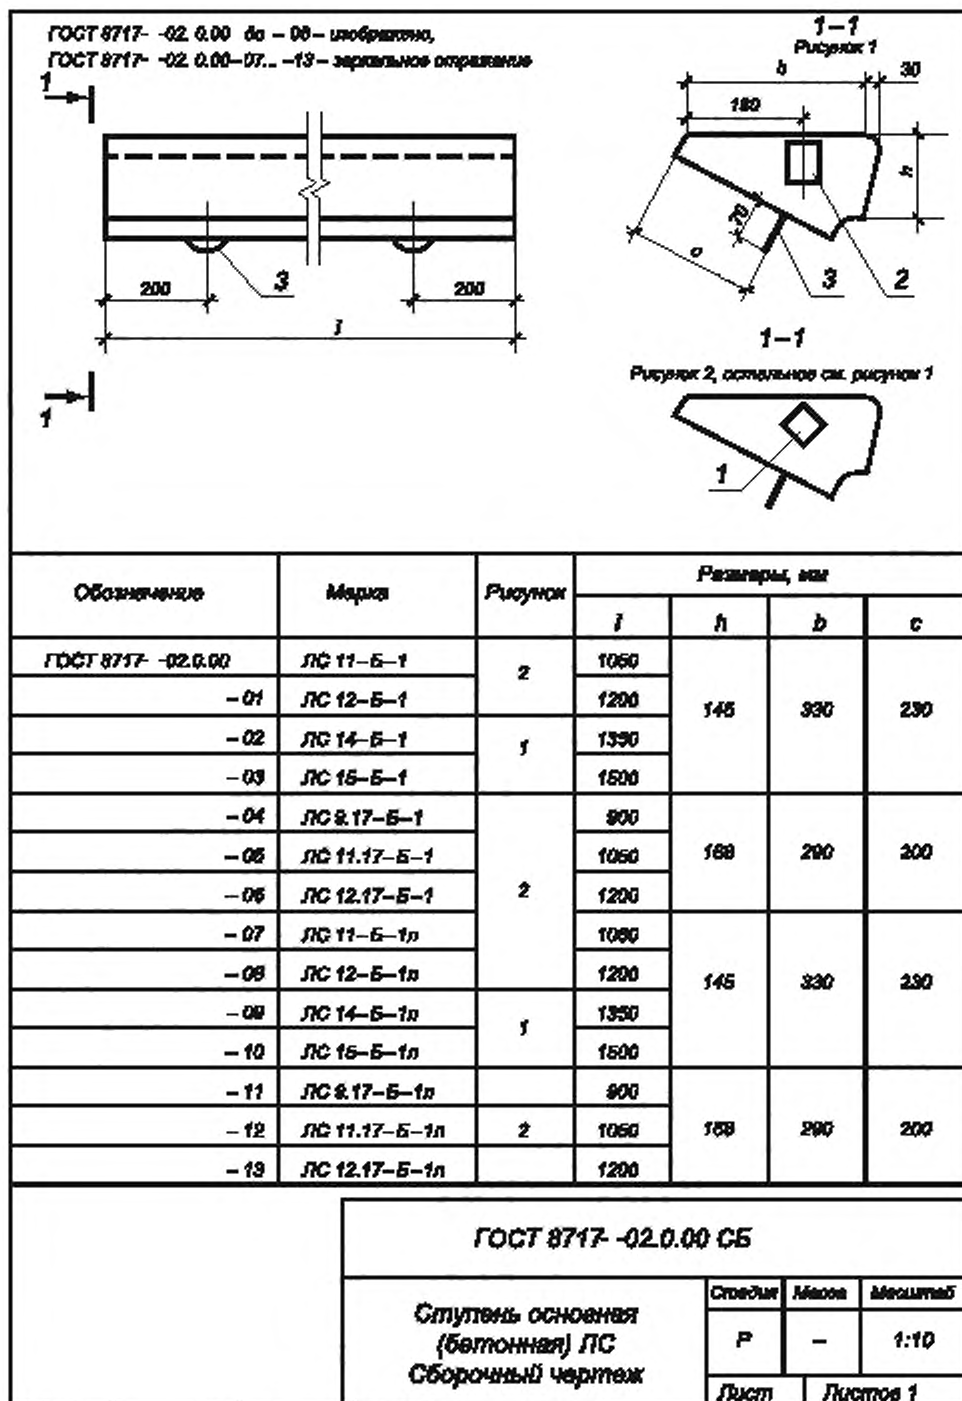 ГОСТ 8717- -02. 0.00 до – 06 – изображено,
ГОСТ 8717- -02. 0.00–07... –13 – зеркальное отражение
1
200
3
200
l
1
1–1
Рисунок 1
b
30
180
h
70
c
3
2
1–1
Рисунок 2, остальное см. рисунок 1
1
Обозначение Марка Рисунок Размеры, мм
l h b c
ГОСТ 8717- -02.0.00 ЛС 11–Б–1 2 1050 145 330 230
– 01 ЛС 12–Б–1 1200
– 02 ЛС 14–Б–1 1 1350
– 03 ЛС 15–Б–1 1500
– 04 ЛС 9.17–Б–1 2 900 168 290 200
– 05 ЛС 11.17–Б–1 1050
– 06 ЛС 12.17–Б–1 1200
– 07 ЛС 11–Б–1л 1050 145 330 230
– 08 ЛС 12–Б–1л 1200
– 09 ЛС 14–Б–1л 1 1350
– 10 ЛС 15–Б–1л 1500
– 11 ЛС 9.17–Б–1л 900 168 290 200
– 12 ЛС 11.17–Б–1л 2 1050
– 13 ЛС 12.17–Б–1л 1200
ГОСТ 8717- -02.0.00 СБ
Ступень основная
(бетонная) ЛС
Сборочный чертеж
Стадия Масса Масштаб
Р – 1:10
Лист Листов 1